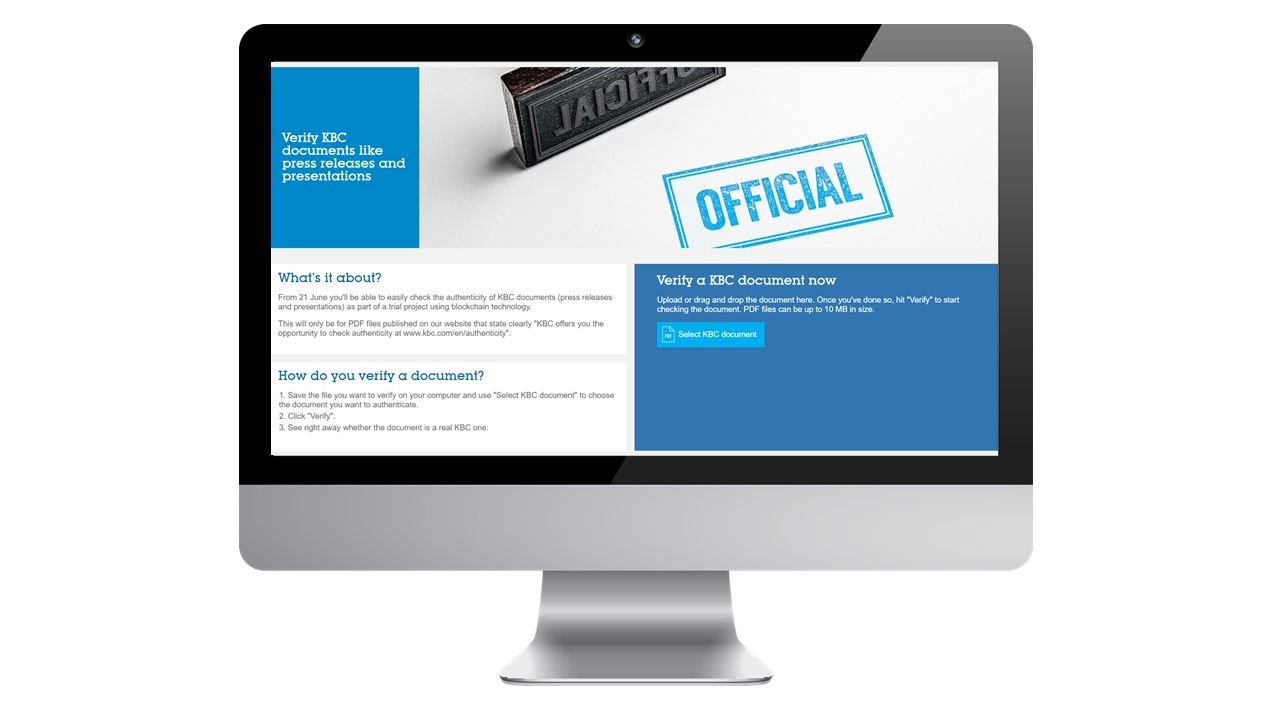 Verify KBC
documents like
press releases and
presentations
OFFICIAL
OFFICIAL
What's it about?
From 21 June you'll be able to easily check the authenticity of KBC documents (press releases
and presentations) as part of a trial project using blockchain technology.
This will only be for PDF files published on our website that state clearly "KBC offers you the
opportunity to check authenticity at www.kbc.com/en/authenticity".
How do you verify a document?
1. Save the file you want to verify on your computer and use "Select KBC document" to choose
the document you want to authenticate.
2. Click "Verify".
3. See right away whether the document is a real KBC one.
Verify a KBC document now
Upload or drag and drop the document here. Once you've done so, hit "Verify" to start
checking the document. PDF files can be up to 10 MB in size.
PDF Select KBC document